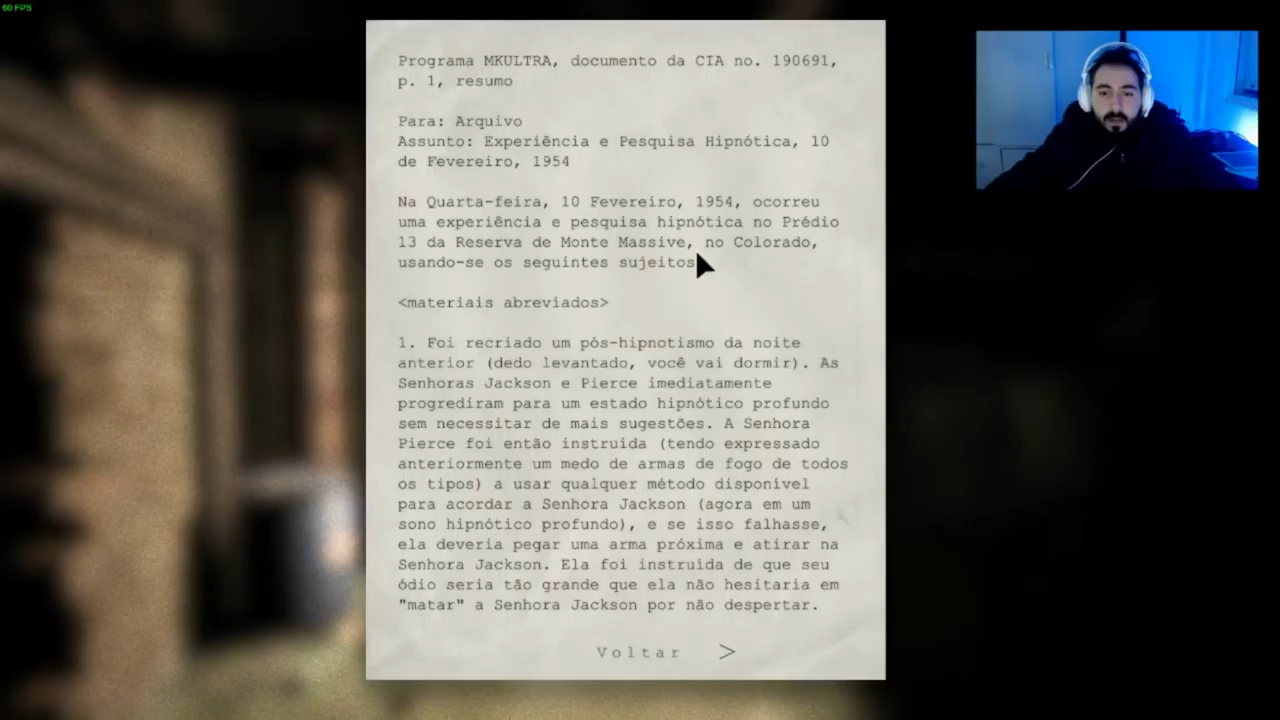 60 FPS
Programa MKULTRA, documento da CIA no. 190691,
p. 1, resumo
Para: Arquivo
Assunto: Experiência e Pesquisa Hipnótica, 10
de Fevereiro, 1954
Na Quarta-feira, 10 Fevereiro, 1954, ocorreu
uma experiência e pesquisa hipnótica no Prédio
13 da Reserva de Monte Massive, no Colorado,
usando-se os seguintes sujeitos
<materiais abreviados>
1. Foi recriado um pós-hipnotismo da noite
anterior (dedo levantado, você vai dormir). As
Senhoras Jackson e Pierce imediatamente
progrediram para um estado hipnótico profundo
sem necessitar de mais sugestões. A Senhora
Pierce foi então instruída (tendo expressado
anteriormente um medo de armas de fogo de todos
os tipos) a usar qualquer método disponível
para acordar a Senhora Jackson (agora em um
sono hipnótico profundo), e se isso falhasse,
ela deveria pegar uma arma próxima e atirar na
Senhora Jackson. Ela foi instruída de que seu
ódio seria tão grande que ela não hesitaria em
"matar" a Senhora Jackson por não despertar.
Voltar >